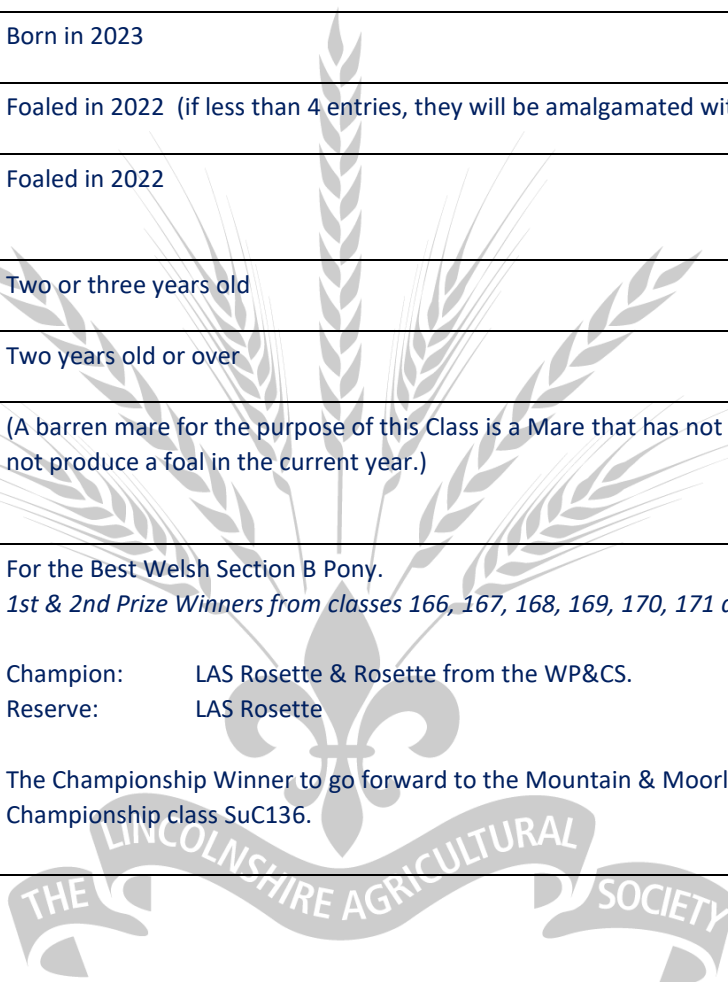 Born in 2023
Foaled in 2022 (if less than 4 entries, they will be amalgamated
Foaled in 2022
Two or three years old
Two years old or over
(A barren mare for the purpose of this Class is a Mare that has not
not produce a foal in the current year.)
For the Best Welsh Section B Pony.
1st & 2nd Prize Winners from classes 166, 167, 168, 169, 170, 171
Champion: LAS Rosette & Rosette from the WP&CS.
Reserve: LAS Rosette
The Championship Winner to go forward to the Mountain &
Championship class SuC136.
THE LINCOLNSHIRE AGRICULTURAL SOCIETY